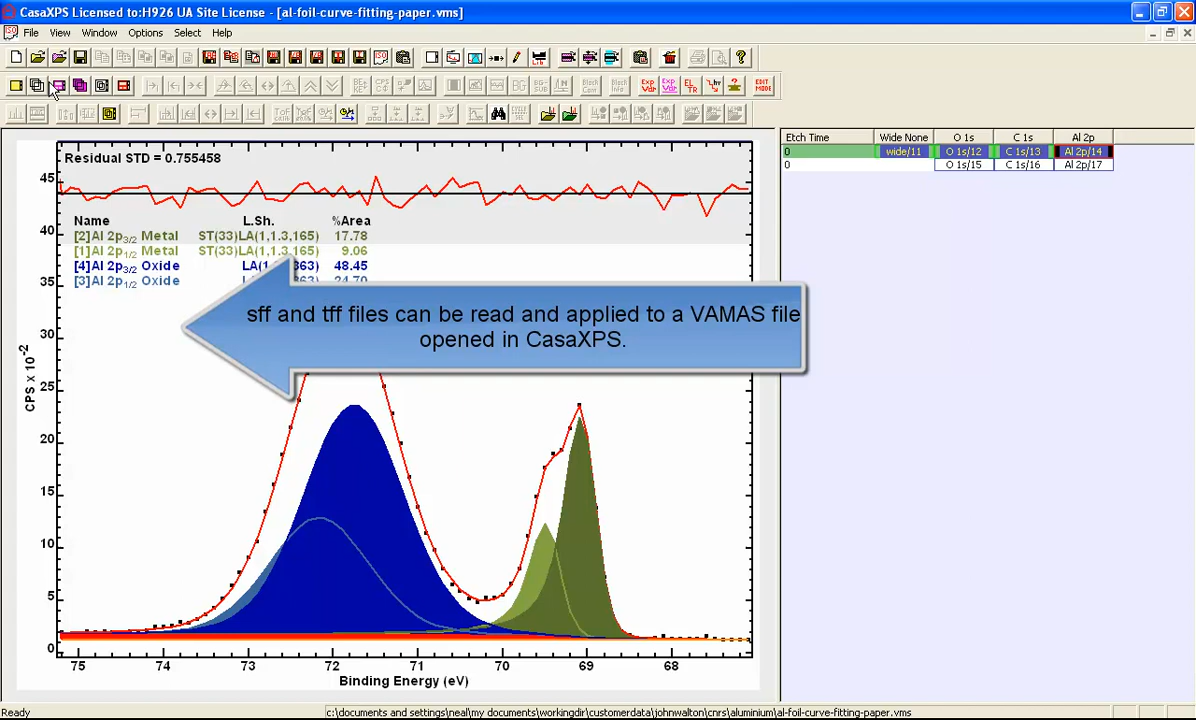 CasaXPS Licensed to:H926 UA Site License - [al-foil-curve-fitting-paper.vms]
File View Window Options Select Help
Residual STD = 0.755458
Name L.Sh. %Area
[2]Al 2p3/2 Metal ST(33)LA(1,1.3,165) 17.78
[1]Al 2p1/2 Metal ST(33)LA(1,1.3,165) 9.06
[4]Al 2p3/2 Oxide 363) 48.45
[3]Al 2p1/2 Oxide
sff and tff files can be read and applied to a VAMAS file
opened in CasaXPS.
CPS x 10-2
45
40
35
30
25
20
15
10
5
0
75 74 73 72 71 70 69 68
Binding Energy (eV)
Etch Time Wide None O 1s C 1s Al 2p
0 wide/11 O 1s/12 C 1s/13 Al 2p/14
0 O 1s/15 C 1s/16 Al 2p/17
Ready c:\documents and settings\neal\my documents\workingdir\customerdata\johnwalton\cnrs\aluminium\al-foil-curve-fitting-paper.vms